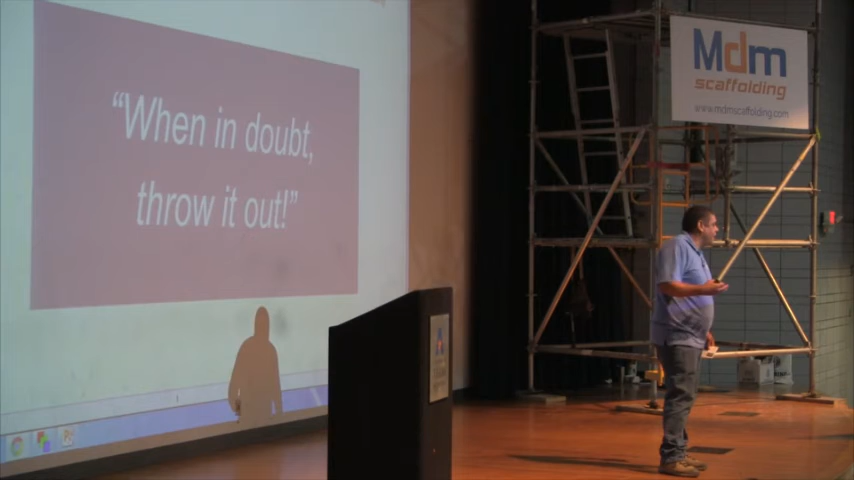 “When in doubt,
throw it out!”
Mdm
scaffolding
www.mdmscaffolding.com